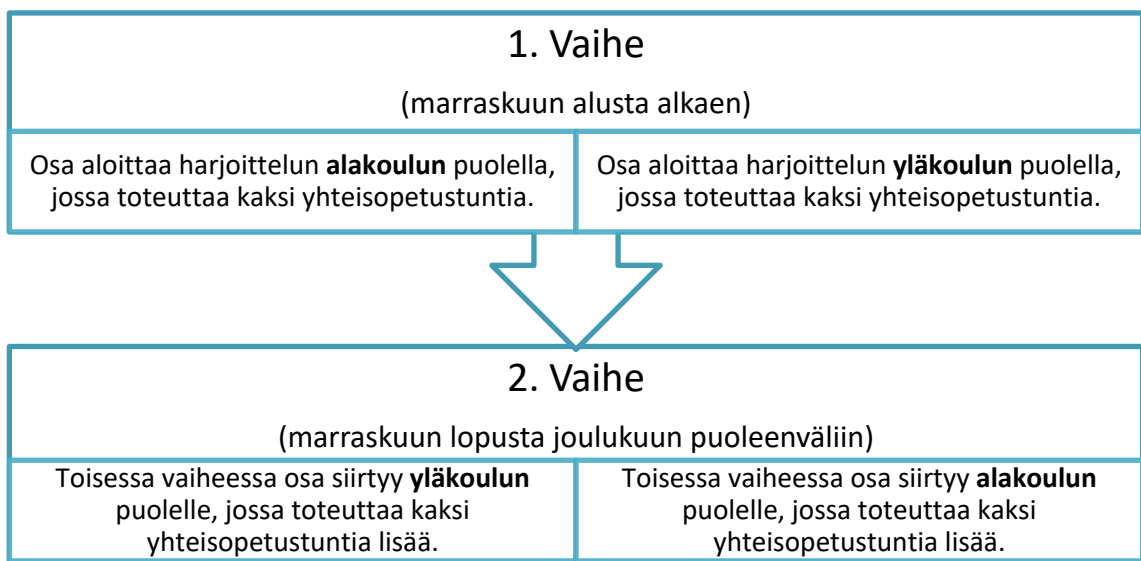 1. Vaihe
(marraskuun alusta alkaen)
Osa aloittaa harjoittelun alakoulun puolella,
jossa toteuttaa kaksi yhteisopetustuntia.
Osa aloittaa harjoittelun yläkoulun puolella,
jossa toteuttaa kaksi yhteisopetustuntia.
2. Vaihe
(marraskuun lopusta joulukuun puoleenväliin)
Toisessa vaiheessa osa siirtyy yläkoulun
puolelle, jossa toteuttaa kaksi
yhteisopetustuntia lisää.
Toisessa vaiheessa osa siirtyy alakoulun
puolelle, jossa toteuttaa kaksi
yhteisopetustuntia lisää.